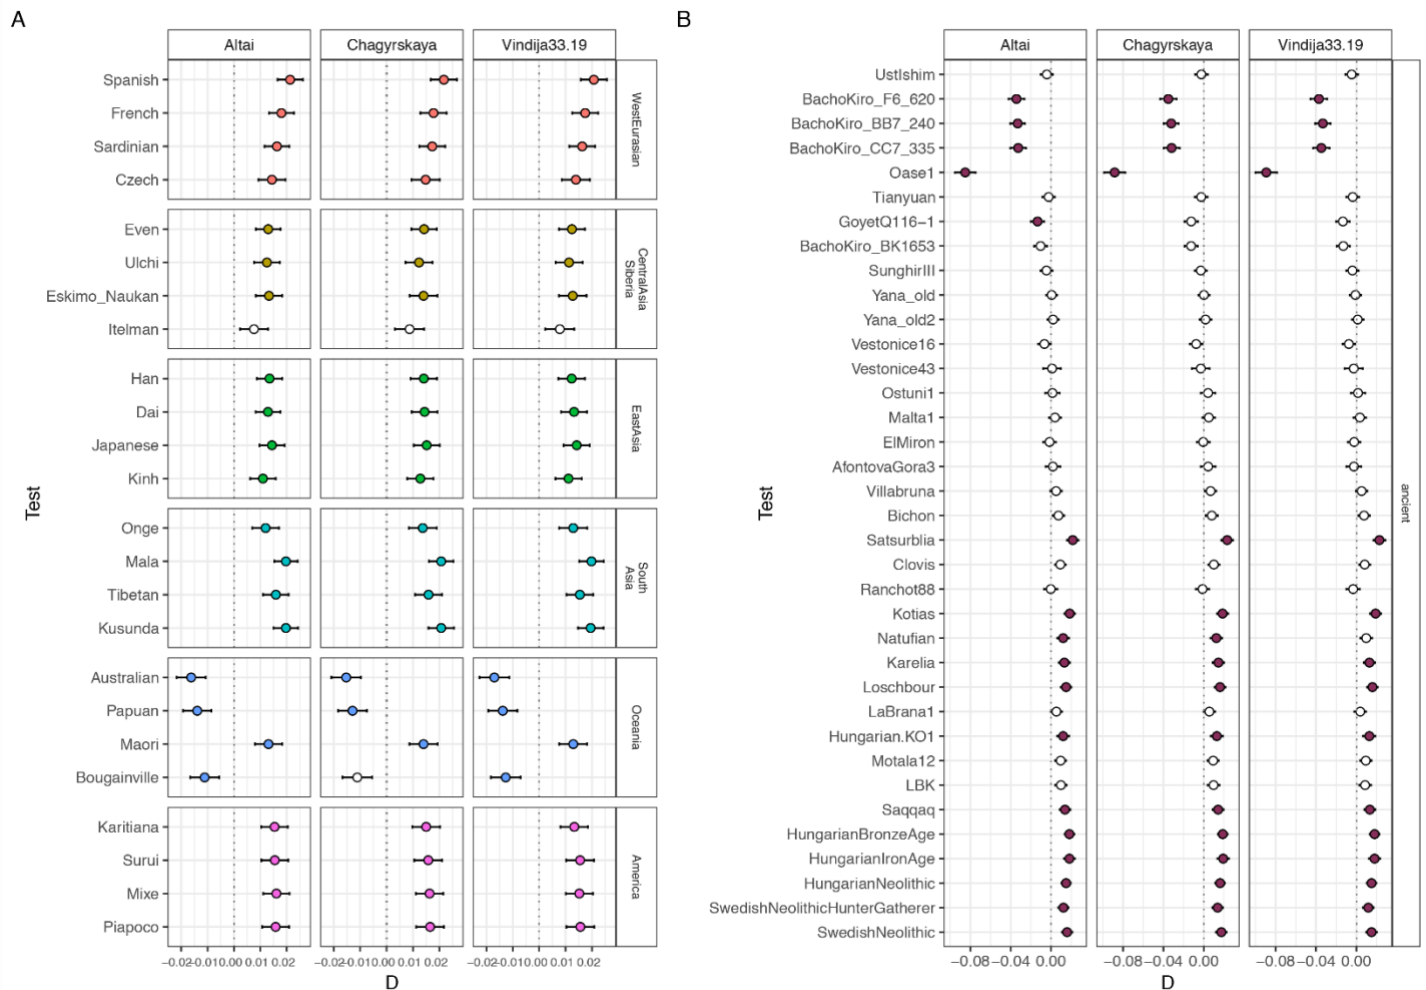 A
Altai
Chagyrskaya
Vindija33.19
Spanish
French
Sardinian
Czech
WestEurasian
Even
Ulchi
Eskimo_Naukan
Itelman
CentralAsia
Siberia
Han
Dai
Japanese
Kinh
EastAsia
Onge
Mala
Tibetan
Kusunda
South
Asia
Australian
Papuan
Maori
Bougainville
Oceania
Karitiana
Surui
Mixe
Piapoco
America
Test
−0.02 −0.01 0.00 0.01 0.02
−0.02 −0.01 0.00 0.01 0.02
−0.02 −0.01 0.00 0.01 0.02
D
B
Altai
Chagyrskaya
Vindija33.19
UstIshim
BachoKiro_F6_620
BachoKiro_BB7_240
BachoKiro_CC7_335
Oase1
Tianyuan
GoyetQ116−1
BachoKiro_BK1653
SunghirIII
Yana_old
Yana_old2
Vestonice16
Vestonice43
Ostuni1
Malta1
ElMiron
AfontovaGora3
Villabruna
Bichon
Satsurblia
Clovis
Ranchot88
Kotias
Natufian
Karelia
Loschbour
LaBrana1
Hungarian.KO1
Motala12
LBK
Saqqaq
HungarianBronzeAge
HungarianIronAge
HungarianNeolithic
SwedishNeolithicHunterGatherer
SwedishNeolithic
ancient
Test
−0.08 −0.04 0.00
−0.08 −0.04 0.00
−0.08 −0.04 0.00
D